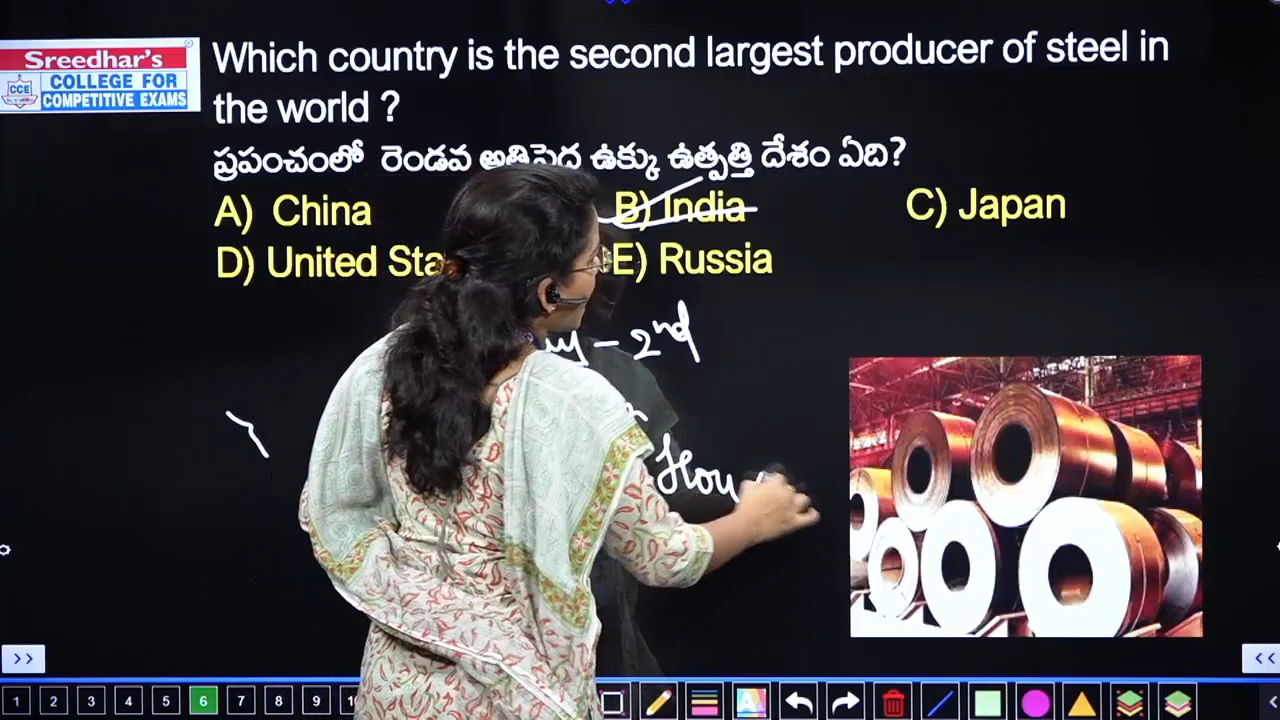 Sreedhar's
CCE
COLLEGE FOR
COMPETITIVE EXAMS
Which country is the second largest producer of steel in
the world ?
ప్రపంచంలో రెండవ అతిపెద్ద ఉక్కు ఉత్పత్తి దేశం ఏది?
A) China B) India C) Japan
D) United Sta E) Russia
- 2nd
>>
<<
1 2 3 4 5 6 7 8 9